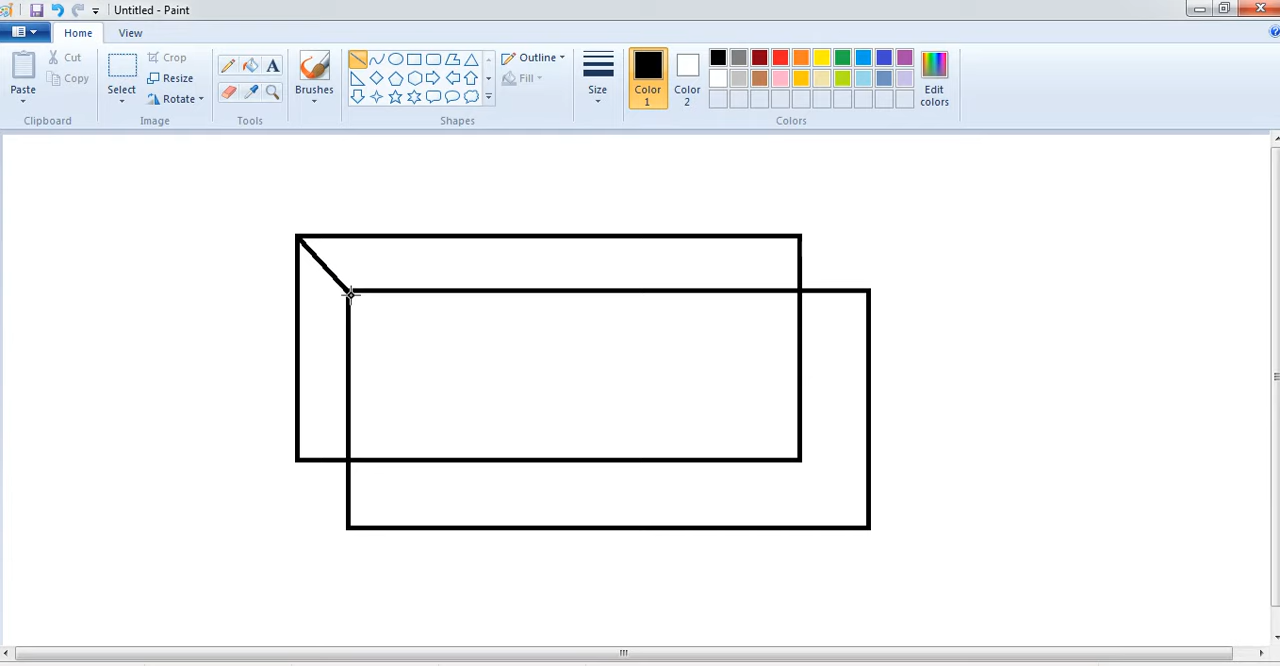 Untitled - Paint
Home View
Paste
Cut
Copy
Clipboard
Select
Crop
Resize
Rotate
Image
A
Tools
Brushes
Outline
Fill
Shapes
Size
Color 1
Color 2
Edit colors
Colors